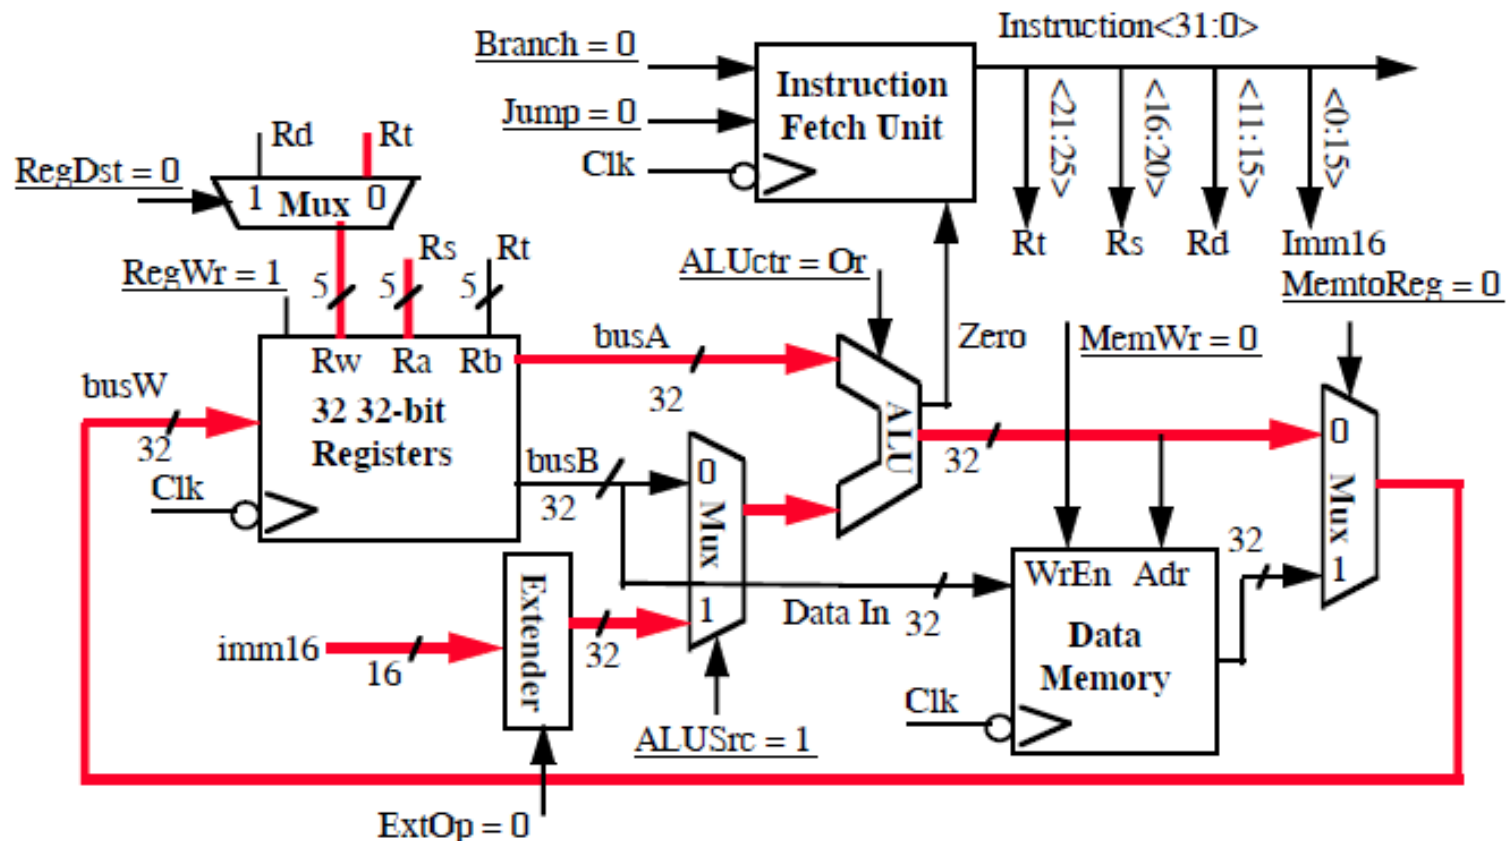 Instruction<31:0>
Branch = 0
Jump = 0
Clk
Instruction
Fetch Unit
<21:25>
<16:20>
<11:15>
<0:15>
Rt
Rs
Rd
Imm16
Rd
Rt
RegDst = 0
1 Mux 0
Rs
Rt
RegWr = 1
5
5
5
ALUctr = Or
MemtoReg = 0
Zero
MemWr = 0
busA
32
Rw Ra Rb
32 32-bit
Registers
busW
32
Clk
busB
32
0
Mux
1
ALU
32
0
Mux
1
32
WrEn Adr
Data In
32
Data
Memory
Clk
Extender
imm16
16
32
ALUSrc = 1
ExtOp = 0